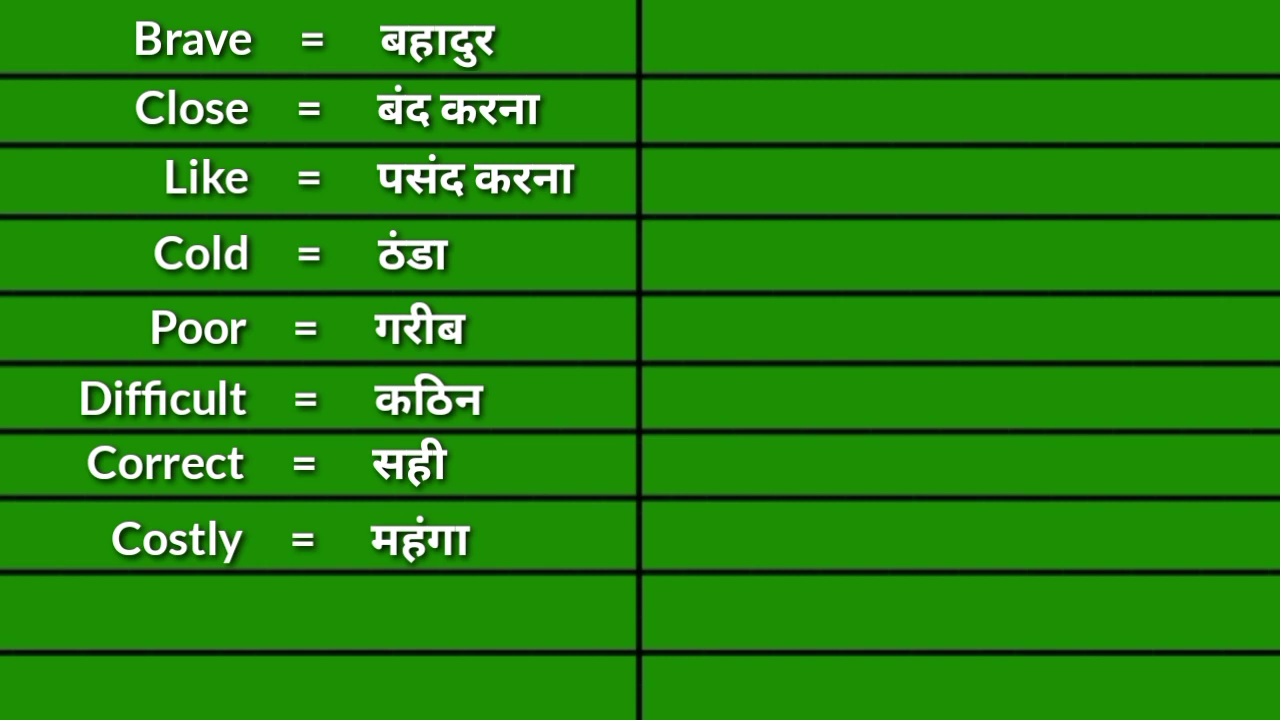 Brave = बहादुर
Close = बंद करना
Like = पसंद करना
Cold = ठंडा
Poor = गरीब
Difficult = कठिन
Correct = सही
Costly = महंगा